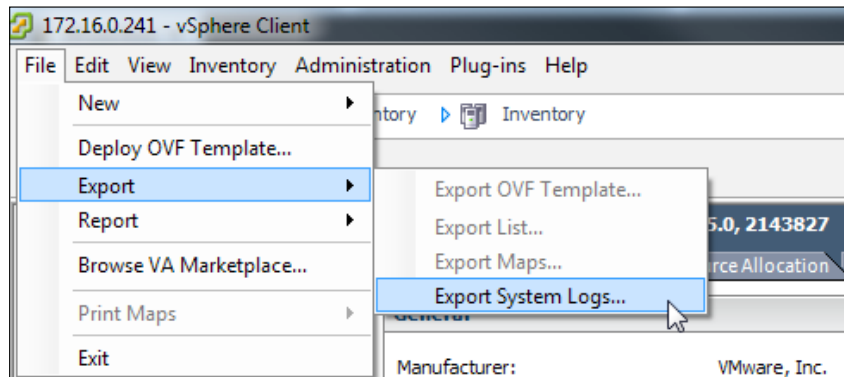 172.16.0.241 - vSphere Client
File Edit View Inventory Administration Plug-ins Help
New
ntory Inventory
Deploy OVF Template...
Export
Export OVF Template...
Report
Export List...
5.0, 2143827
Browse VA Marketplace...
Export Maps...
rce Allocation
Export System Logs...
Print Maps
General
Exit
Manufacturer: VMware, Inc.